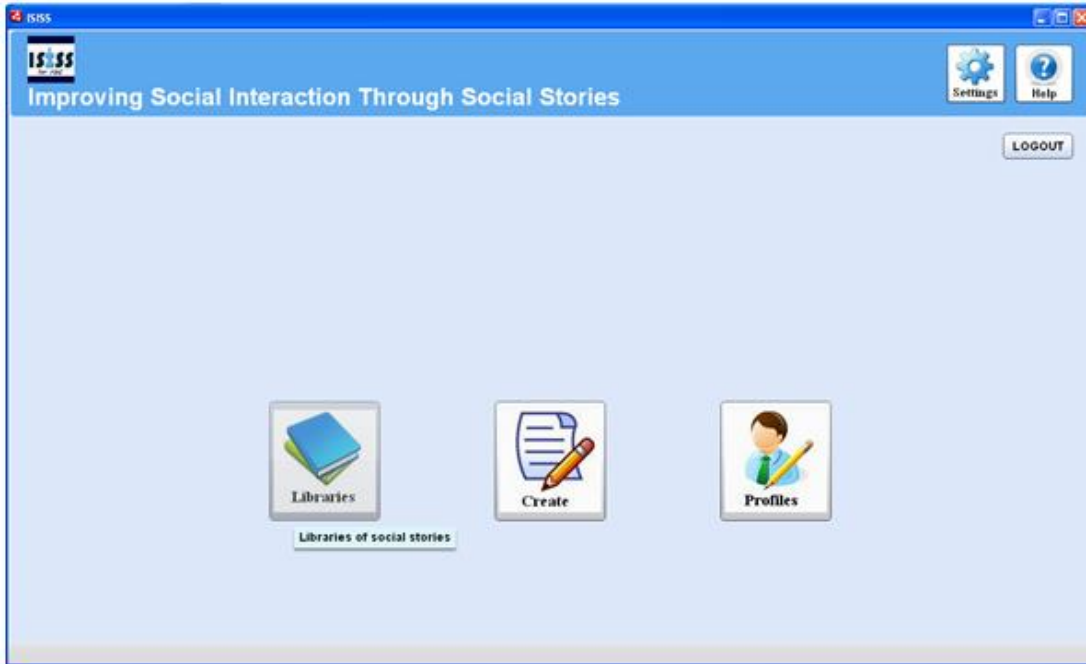 ISISS
ISISS
Improving Social Interaction Through Social Stories
Settings
Help
LOGOUT
Libraries
Create
Profiles
Libraries of social stories